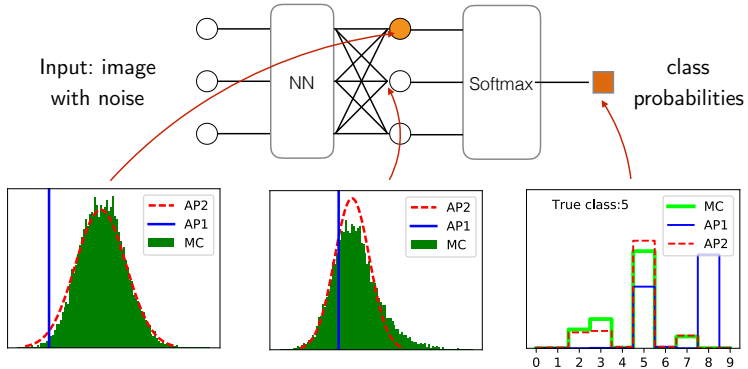 Input: image
with noise
NN
Softmax
class
probabilities
AP2
AP1
MC
AP2
AP1
MC
True class:5
MC
AP1
AP2
0 1 2 3 4 5 6 7 8 9